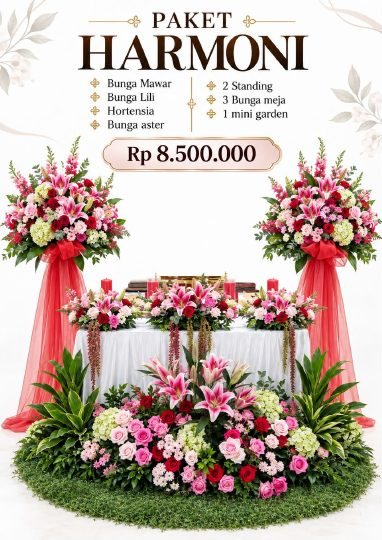 PAKET
HARMONI
Bunga Mawar
Bunga Lili
Hortensia
Bunga aster
2 Standing
3 Bunga meja
1 mini garden
Rp 8.500.000